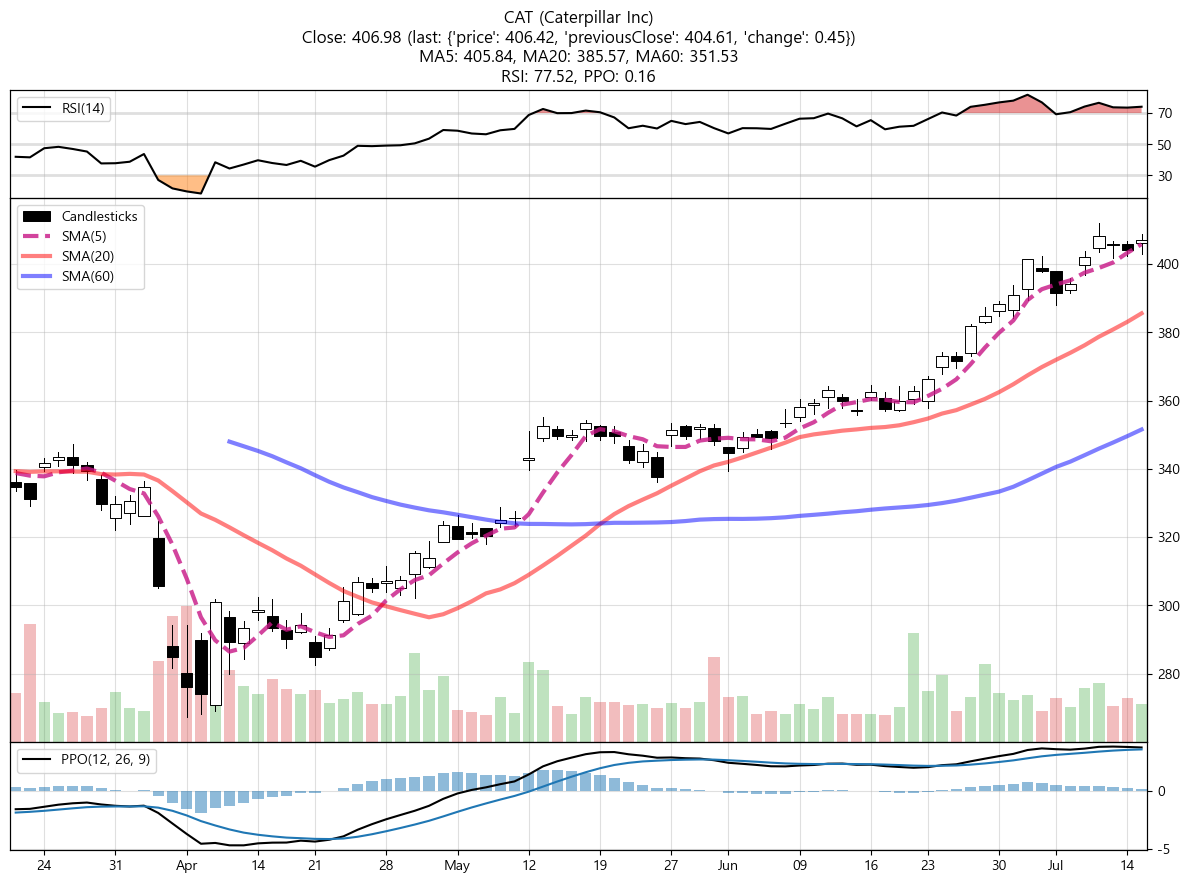 CAT (Caterpillar Inc)
Close: 406.98 (last: {'price': 406.42, 'previousClose': 404.61, 'change': 0.45})
MA5: 405.84, MA20: 385.57, MA60: 351.53
RSI: 77.52, PPO: 0.16
RSI(14)
70
50
30
Candlesticks
SMA(5)
SMA(20)
SMA(60)
400
380
360
340
320
300
280
PPO(12, 26, 9)
0
-5
24 31 Apr 14 21 28 May 12 19 27 Jun 09 16 23 30 Jul 14